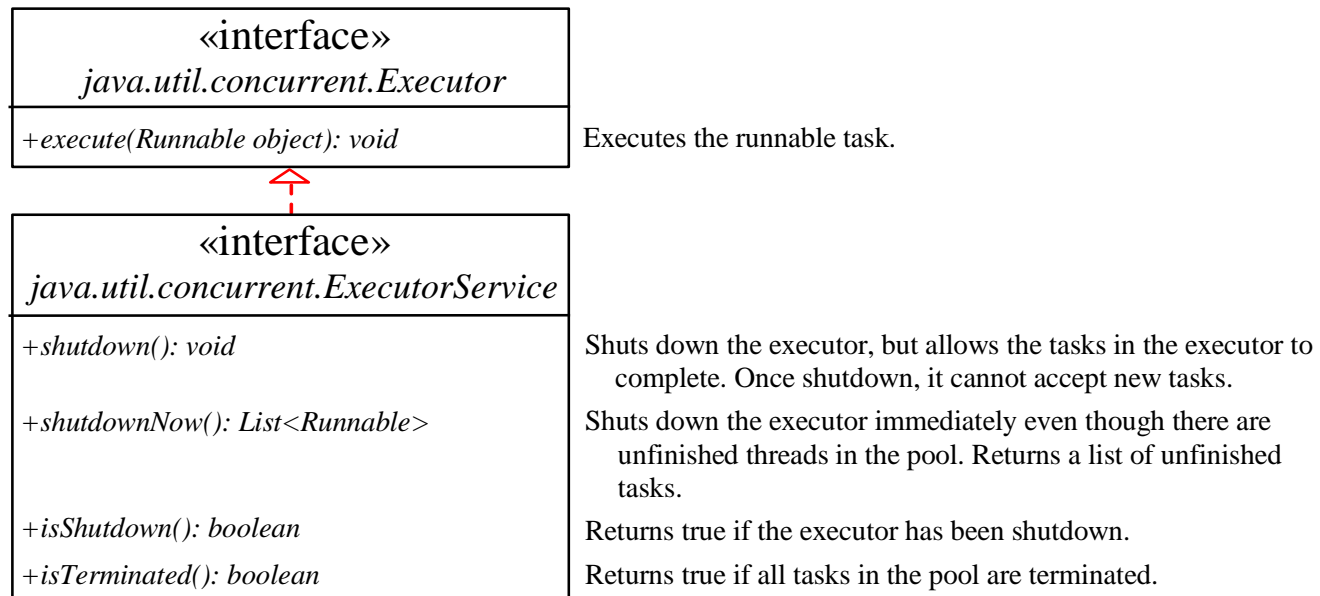 «interface»
java.util.concurrent.Executor
+execute(Runnable object): void
Executes the runnable task.
«interface»
java.util.concurrent.ExecutorService
+shutdown(): void
Shuts down the executor, but allows the tasks in the executor to
complete. Once shutdown, it cannot accept new tasks.
+shutdownNow(): List<Runnable>
Shuts down the executor immediately even though there are
unfinished threads in the pool. Returns a list of unfinished
tasks.
+isShutdown(): boolean
Returns true if the executor has been shutdown.
+isTerminated(): boolean
Returns true if all tasks in the pool are terminated.